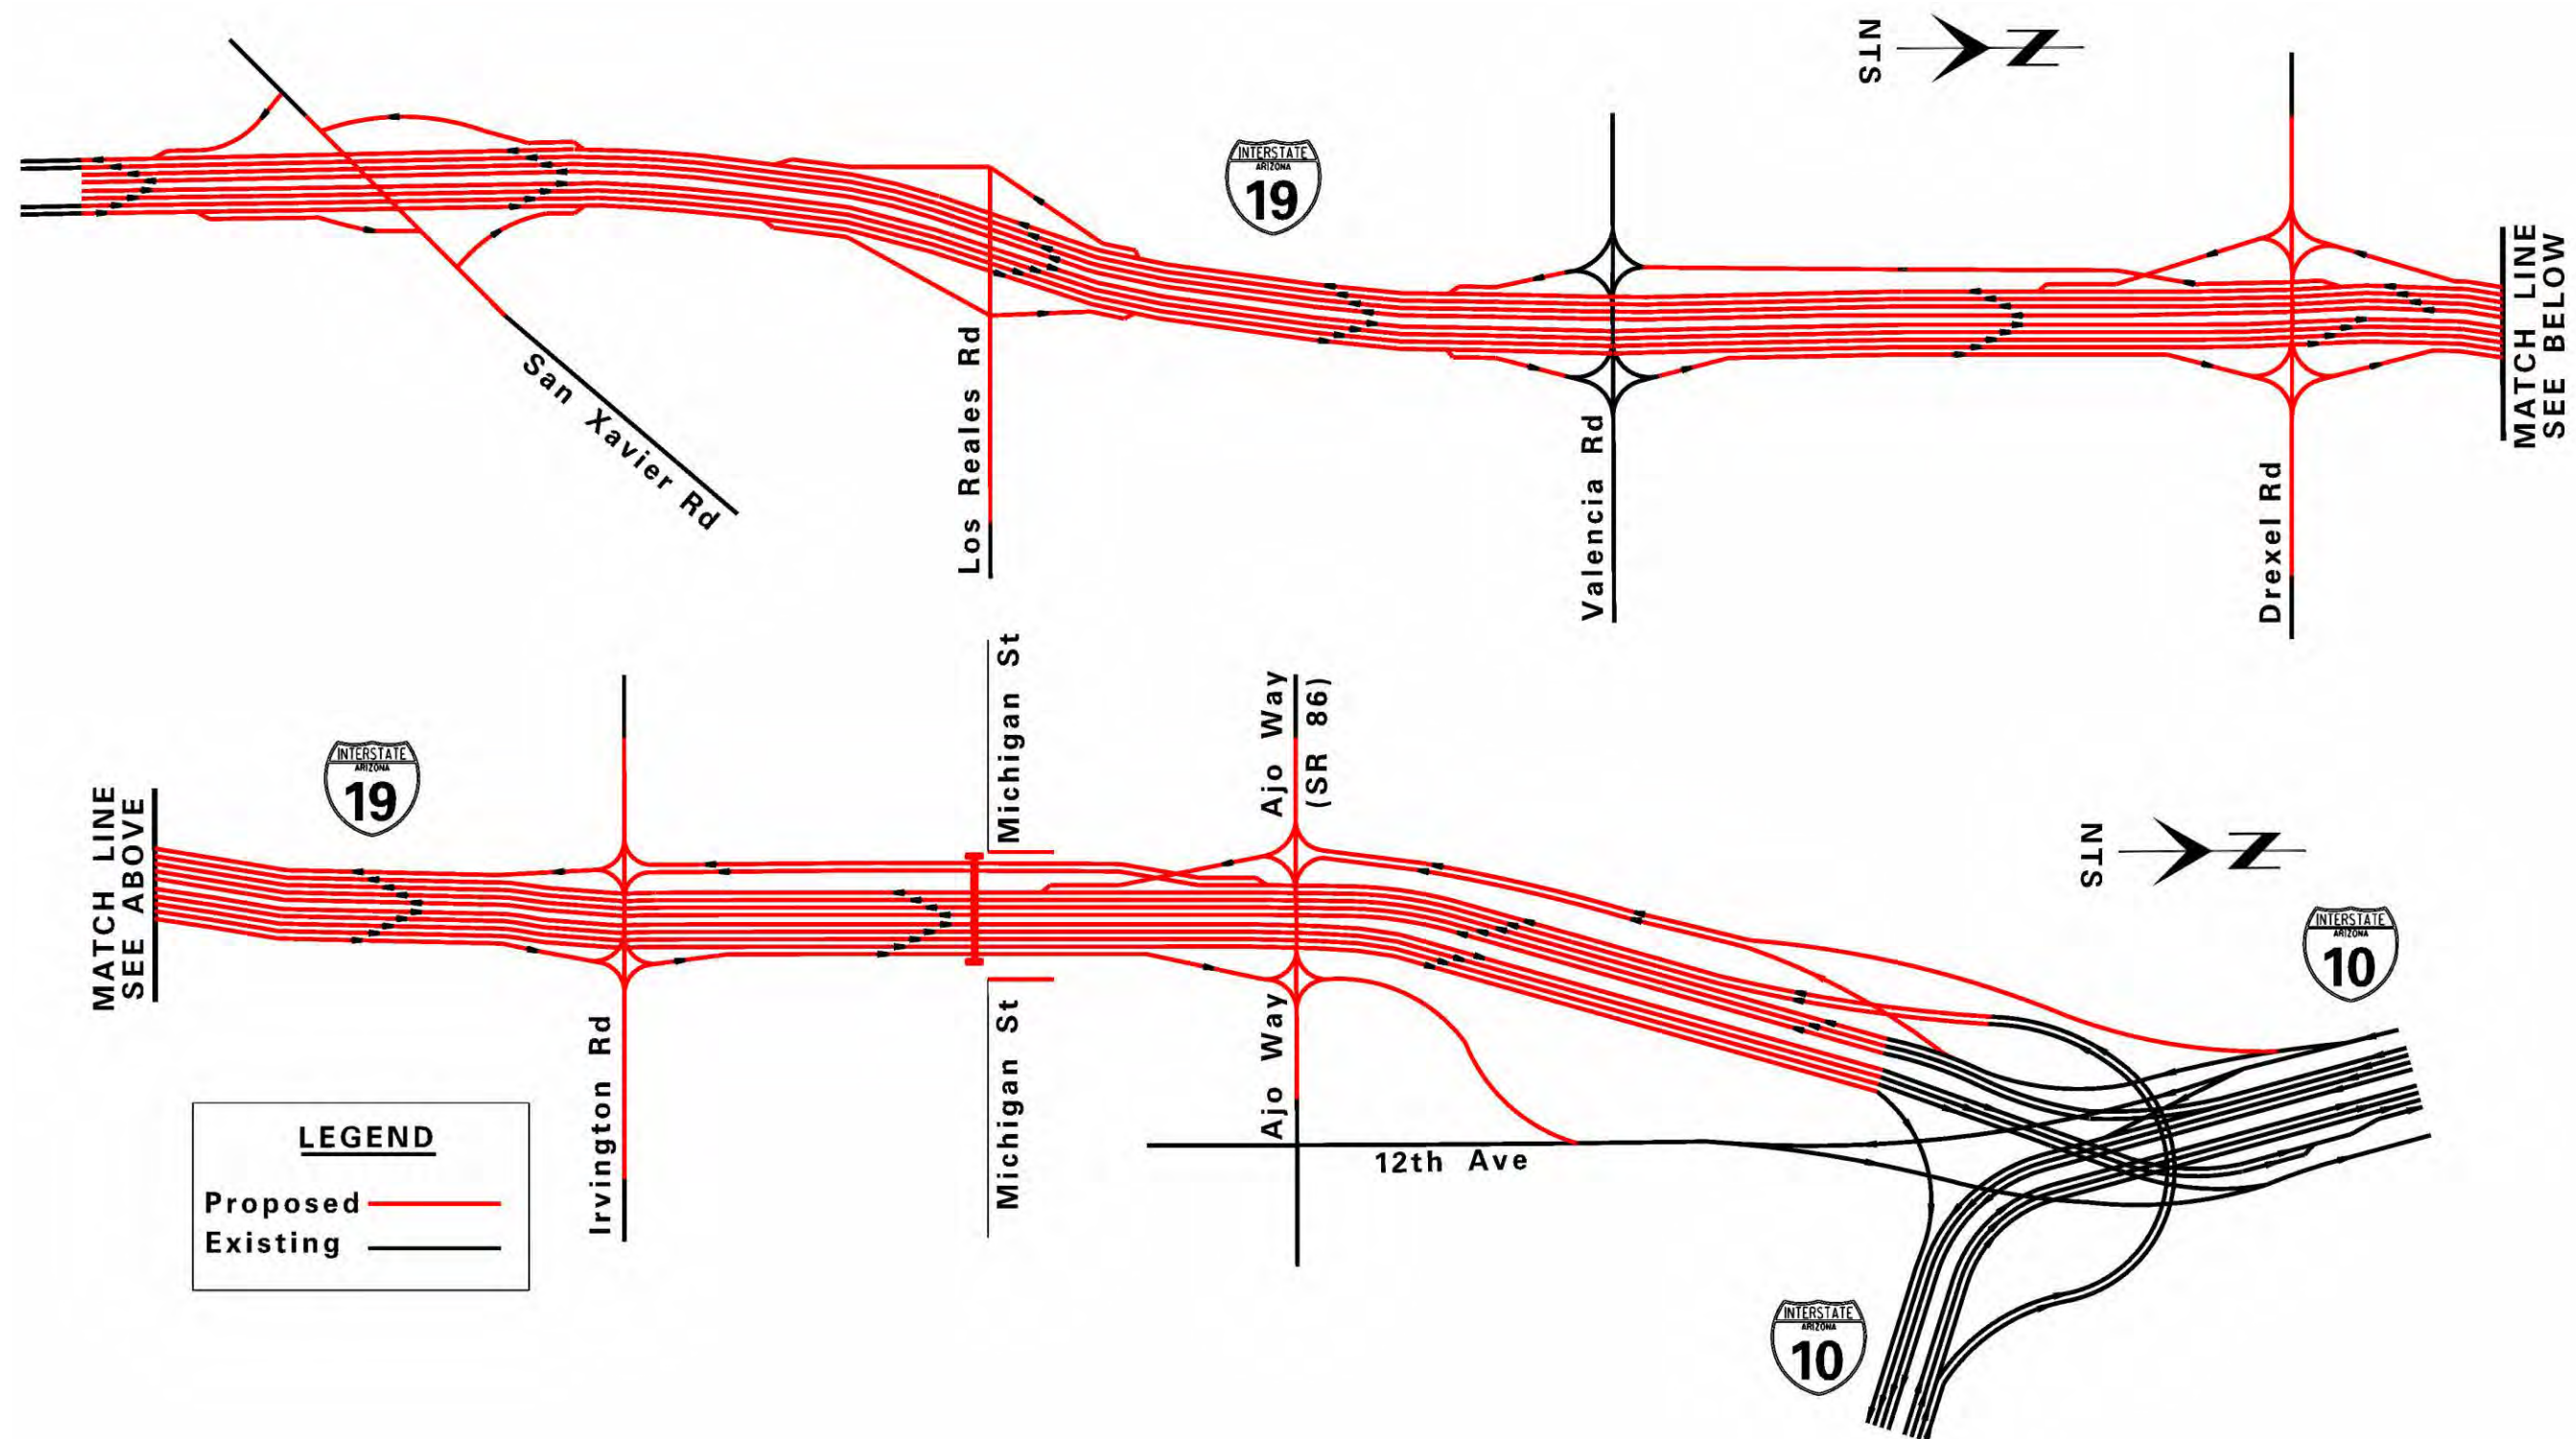 NTS
N
INTERSTATE
ARIZONA
19
San Xavier Rd
Los Reales Rd
Valencia Rd
Drexel Rd
MATCH LINE
SEE BELOW
MATCH LINE
SEE ABOVE
INTERSTATE
ARIZONA
19
Irvington Rd
Michigan St
Michigan St
Ajo Way
(SR 86)
Ajo Way
12th Ave
NTS
N
INTERSTATE
ARIZONA
10
INTERSTATE
ARIZONA
10
LEGEND
Proposed
Existing